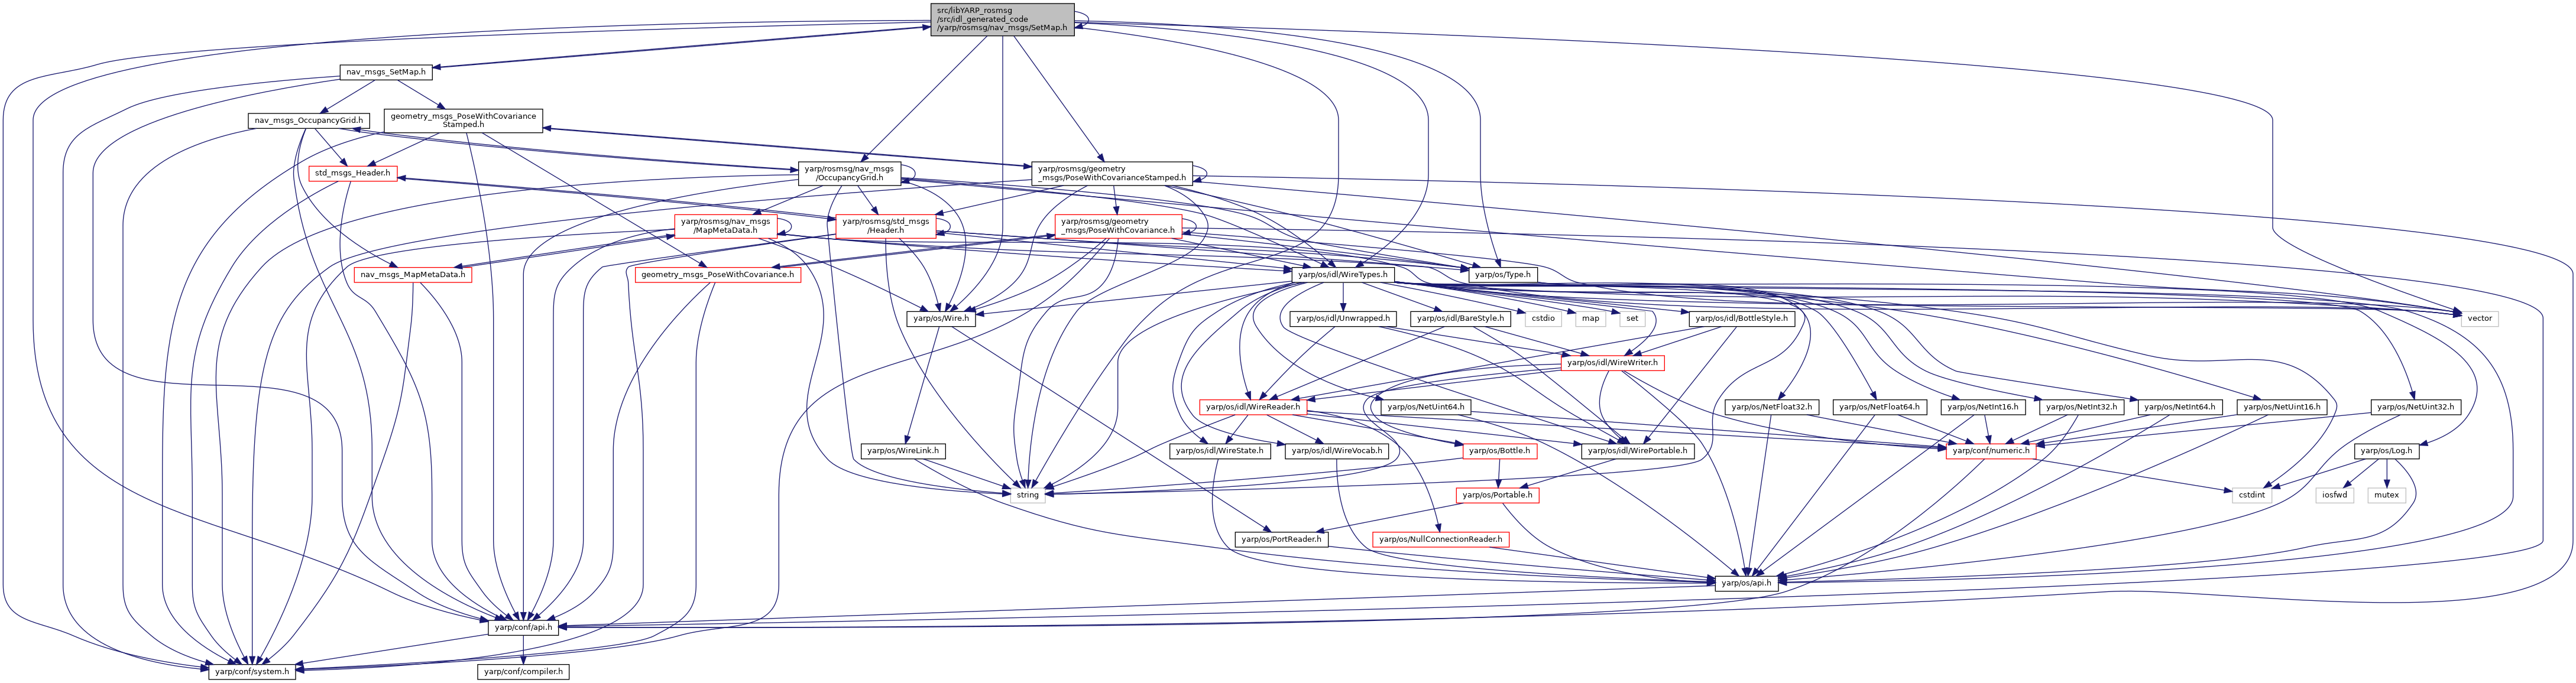 src/libYARP_rosmsg
/src/idl_generated_code
/yarp/rosmsg/nav_msgs/SetMap.h
nav_msgs_SetMap.h
nav_msgs_OccupancyGrid.h
geometry_msgs_PoseWithCovariance
Stamped.h
std_msgs_Header.h
yarp/rosmsg/nav_msgs
/OccupancyGrid.h
yarp/rosmsg/geometry
_msgs/PoseWithCovarianceStamped.h
yarp/rosmsg/nav_msgs
/MapMetaData.h
yarp/rosmsg/std_msgs
/Header.h
yarp/rosmsg/geometry
_msgs/PoseWithCovariance.h
nav_msgs_MapMetaData.h
geometry_msgs_PoseWithCovariance.h
yarp/os/idl/WireTypes.h
yarp/os/Type.h
yarp/os/Wire.h
yarp/os/idl/Unwrapped.h
yarp/os/idl/BareStyle.h
cstdio
map
set
yarp/os/idl/BottleStyle.h
vector
yarp/os/idl/WireWriter.h
yarp/os/idl/WireReader.h
yarp/os/NetUint64.h
yarp/os/NetFloat32.h
yarp/os/NetFloat64.h
yarp/os/NetInt16.h
yarp/os/NetInt32.h
yarp/os/NetInt64.h
yarp/os/NetUint16.h
yarp/os/NetUint32.h
yarp/os/WireLink.h
yarp/os/idl/WireState.h
yarp/os/idl/WireVocab.h
yarp/os/Bottle.h
yarp/os/idl/WirePortable.h
yarp/conf/numeric.h
yarp/os/Log.h
string
yarp/os/Portable.h
cstdint
iosfwd
mutex
yarp/os/PortReader.h
yarp/os/NullConnectionReader.h
yarp/os/api.h
yarp/conf/api.h
yarp/conf/system.h
yarp/conf/compiler.h